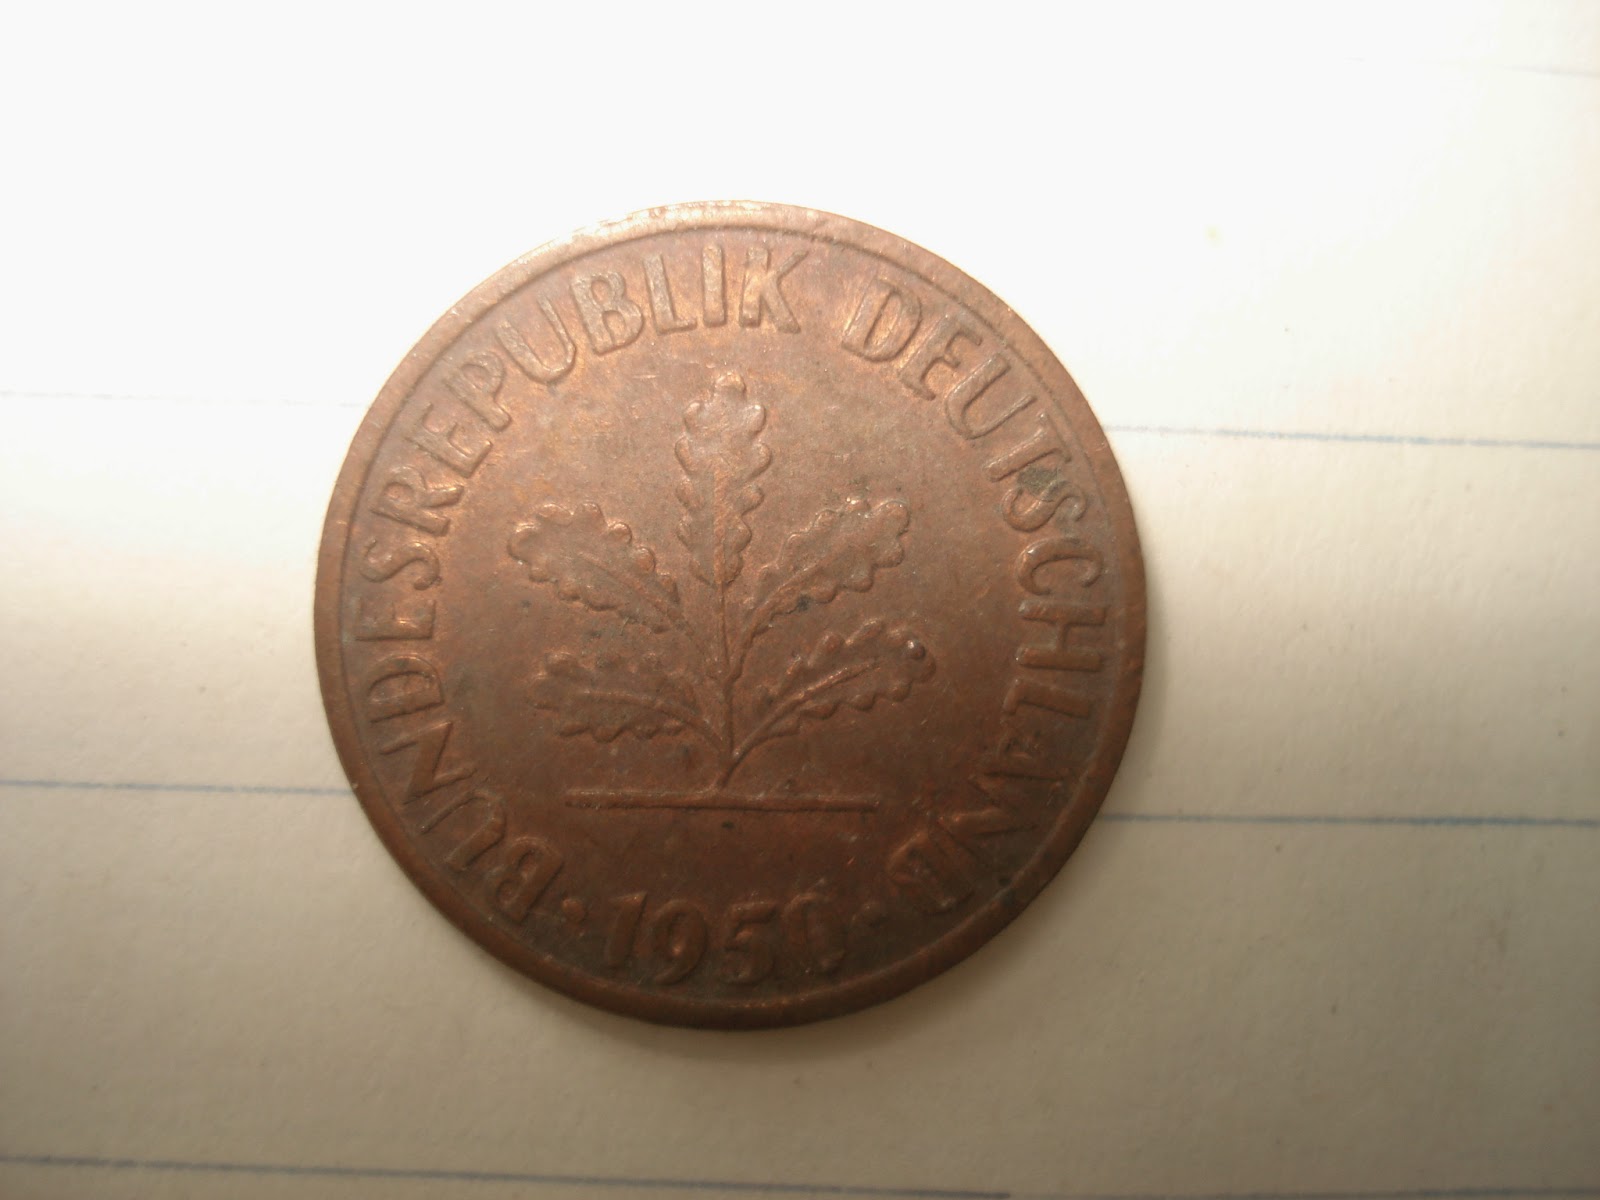 BUNDESREPUBLIK DEUTSCHLAND
· 1950 ·